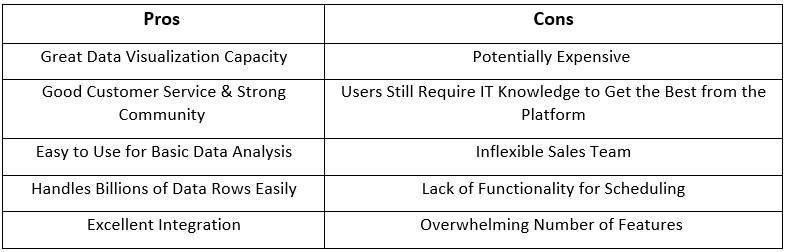 Pros Cons
Great Data Visualization Capacity Potentially Expensive
Good Customer Service & Strong Community Users Still Require IT Knowledge to Get the Best from the Platform
Easy to Use for Basic Data Analysis Inflexible Sales Team
Handles Billions of Data Rows Easily Lack of Functionality for Scheduling
Excellent Integration Overwhelming Number of Features